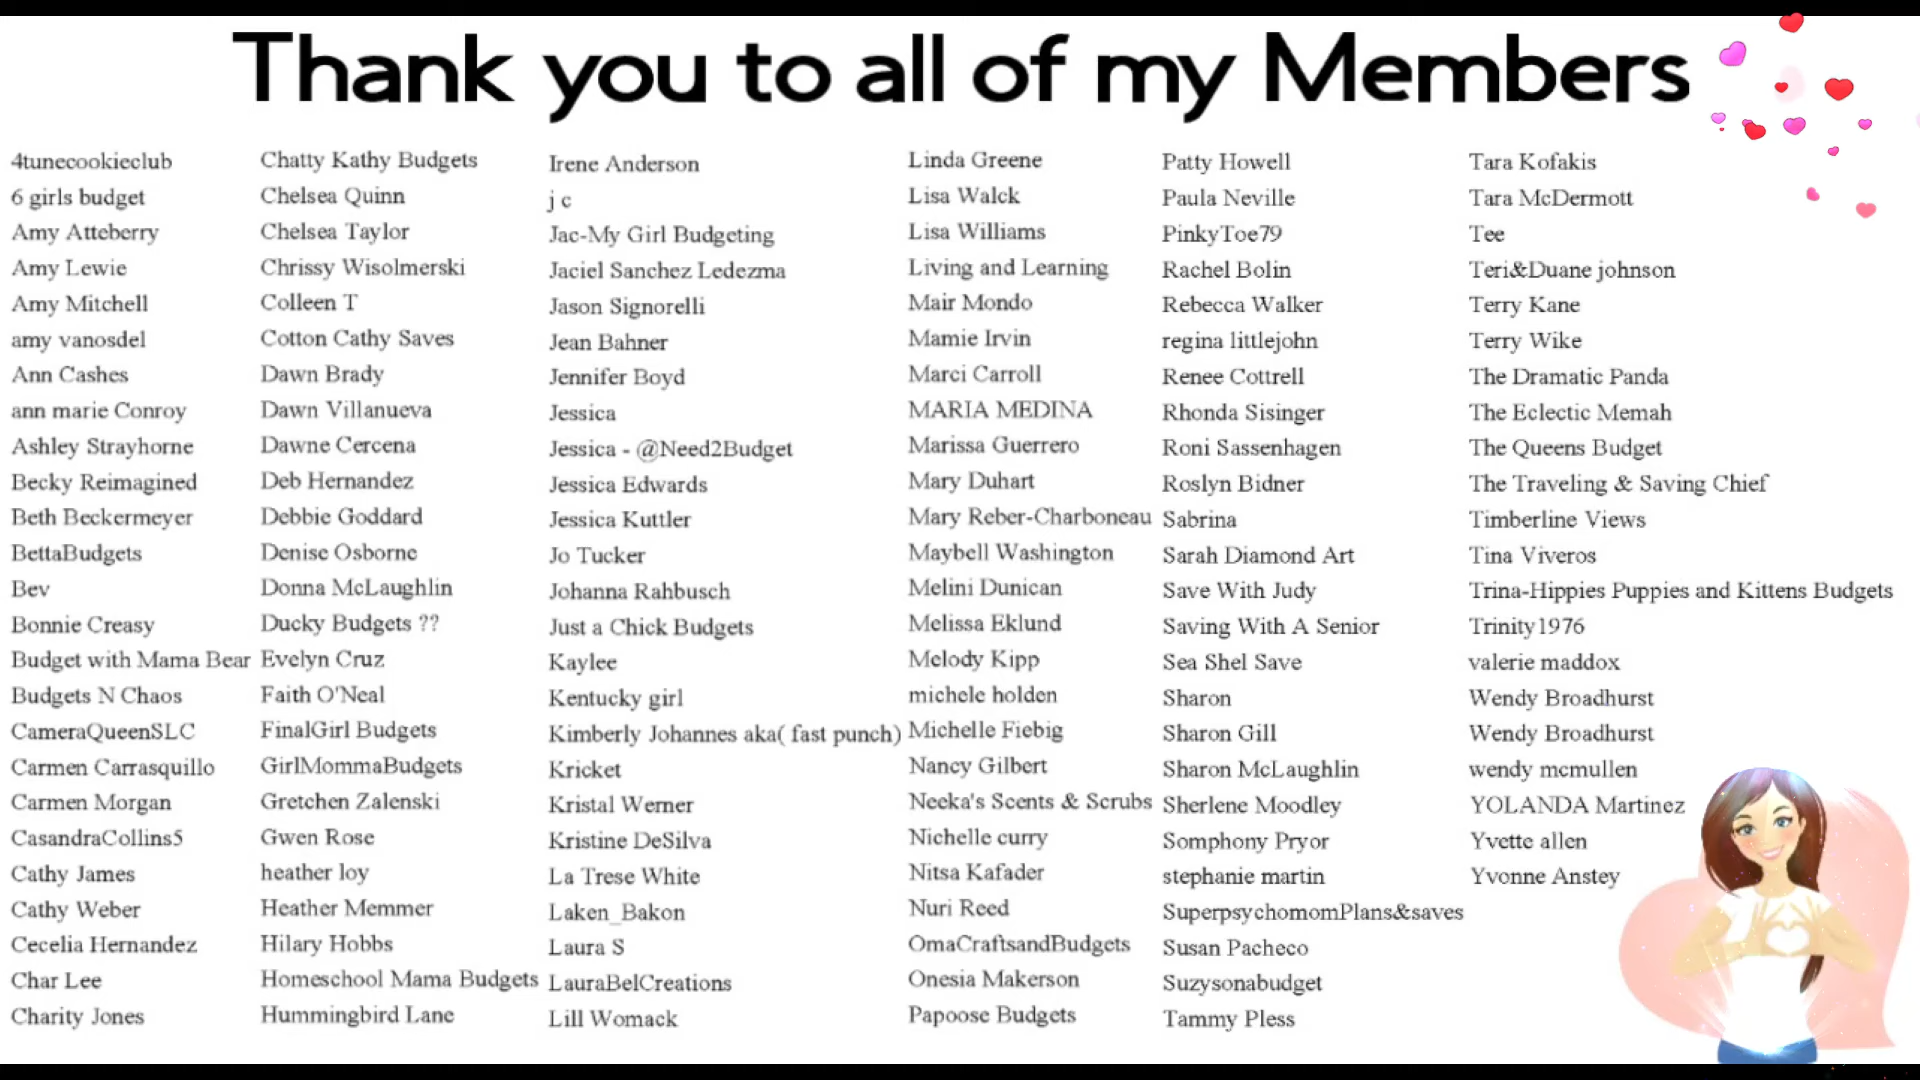 Thank you to all of my Members
4tunecookieclub
6 girls budget
Amy Atteberry
Amy Lewie
Amy Mitchell
amy vanosdel
Ann Cashes
ann marie Conroy
Ashley Strayhorne
Becky Reimagined
Beth Beckermeyer
BettaBudgets
Bev
Bonnie Creasy
Budget with Mama Bear
Budgets N Chaos
CameraQueenSLC
Carmen Carrasquillo
Carmen Morgan
CasandraCollins5
Cathy James
Cathy Weber
Cecelia Hernandez
Char Lee
Charity Jones
Chatty Kathy Budgets
Chelsea Quinn
Chelsea Taylor
Chrissy Wisolmerski
Colleen T
Cotton Cathy Saves
Dawn Brady
Dawn Villanueva
Dawne Cercena
Deb Hernandez
Debbie Goddard
Denise Osborne
Donna McLaughlin
Ducky Budgets ??
Evelyn Cruz
Faith O'Neal
FinalGirl Budgets
GirlMommaBudgets
Gretchen Zalenski
Gwen Rose
heather loy
Heather Memmer
Hilary Hobbs
Homeschool Mama Budgets
Hummingbird Lane
Irene Anderson
j c
Jac-My Girl Budgeting
Jaciel Sanchez Ledezma
Jason Signorelli
Jean Bahner
Jennifer Boyd
Jessica
Jessica - @Need2Budget
Jessica Edwards
Jessica Kuttler
Jo Tucker
Johanna Rahbusch
Just a Chick Budgets
Kaylee
Kentucky girl
Kimberly Johannes aka( fast punch)
Kricket
Kristal Werner
Kristine DeSilva
La Trese White
Laken_Bakon
Laura S
LauraBelCreations
Lill Womack
Linda Greene
Lisa Walck
Lisa Williams
Living and Learning
Mair Mondo
Mamie Irvin
Marci Carroll
MARIA MEDINA
Marissa Guerrero
Mary Duhart
Mary Reber-Charboneau
Maybell Washington
Melini Dunican
Melissa Eklund
Melody Kipp
michele holden
Michelle Fiebig
Nancy Gilbert
Neeka's Scents & Scrubs
Nichelle curry
Nitsa Kafader
Nuri Reed
OmaCraftsandBudgets
Onesia Makerson
Papoose Budgets
Patty Howell
Paula Neville
PinkyToe79
Rachel Bolin
Rebecca Walker
regina littlejohn
Renee Cottrell
Rhonda Sisinger
Roni Sassenhagen
Roslyn Bidner
Sabrina
Sarah Diamond Art
Save With Judy
Saving With A Senior
Sea Shel Save
Sharon
Sharon Gill
Sharon McLaughlin
Sherlene Moodley
Somphony Pryor
stephanie martin
SuperpsychomomPlans&saves
Susan Pacheco
Suzysonabudget
Tammy Pless
Tara Kofakis
Tara McDermott
Tee
Teri&Duane johnson
Terry Kane
Terry Wike
The Dramatic Panda
The Eclectic Memah
The Queens Budget
The Traveling & Saving Chief
Timberline Views
Tina Viveros
Trina-Hippies Puppies and Kittens Budgets
Trinity1976
valerie maddox
Wendy Broadhurst
Wendy Broadhurst
wendy mcmullen
YOLANDA Martinez
Yvette allen
Yvonne Anstey